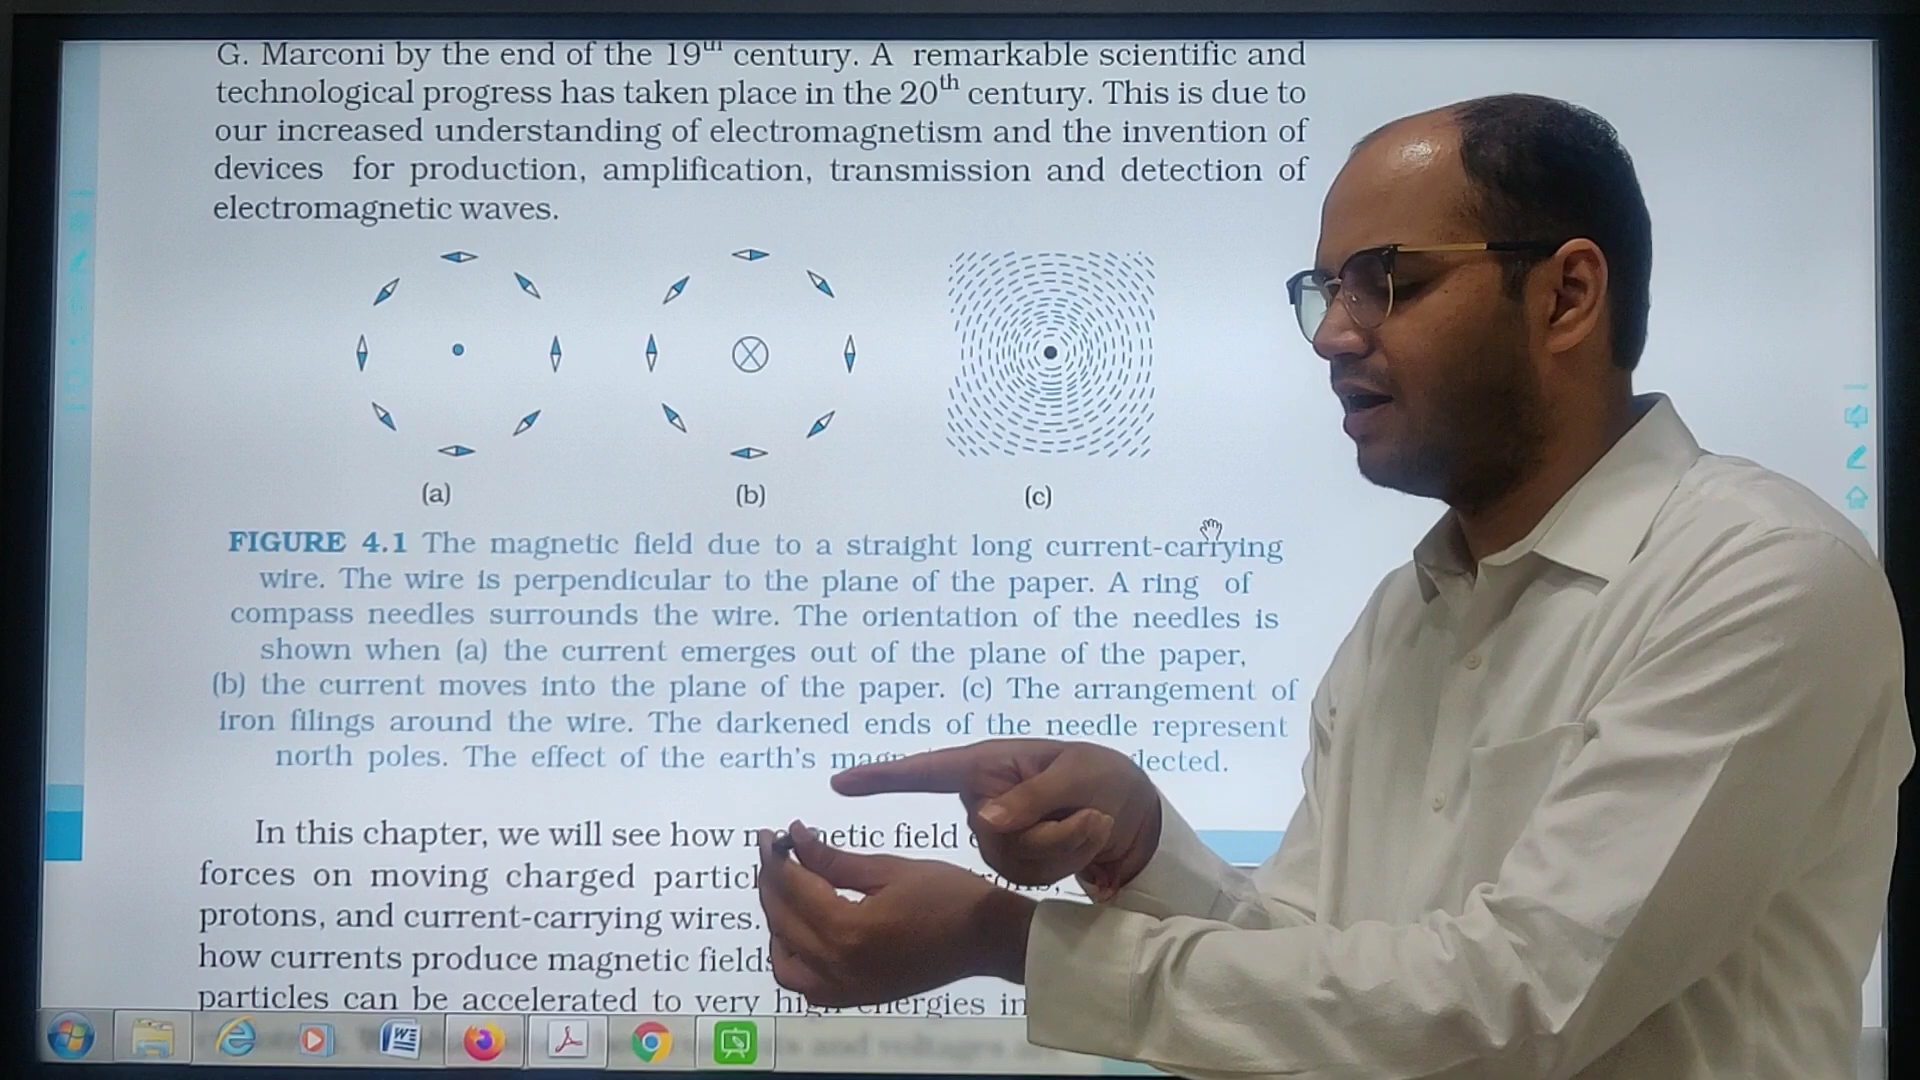 G. Marconi by the end of the 19th century. A remarkable scientific and
technological progress has taken place in the 20th century. This is due to
our increased understanding of electromagnetism and the invention of
devices for production, amplification, transmission and detection of
electromagnetic waves.
(a) (b) (c)
FIGURE 4.1 The magnetic field due to a straight long current-carrying
wire. The wire is perpendicular to the plane of the paper. A ring of
compass needles surrounds the wire. The orientation of the needles is
shown when (a) the current emerges out of the plane of the paper,
(b) the current moves into the plane of the paper. (c) The arrangement of
iron filings around the wire. The darkened ends of the needle represent
north poles. The effect of the earth's lected.
In this chapter, we will see how netic field
forces on moving charged
protons, and current-carrying wires.
how currents produce magnetic fields
particles can be accelerated to very energies in